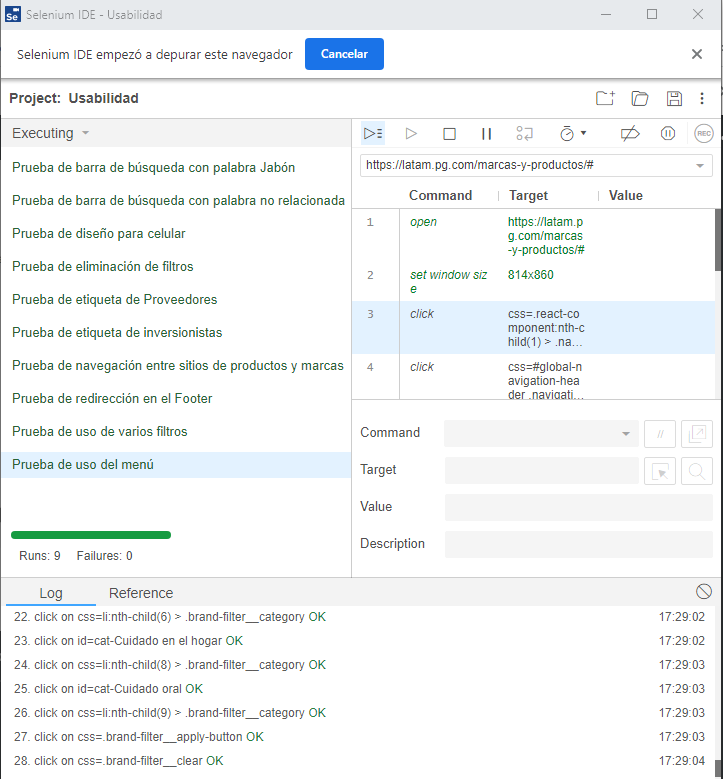 Se Selenium IDE - Usabilidad
Selenium IDE empezó a depurar este navegador
Cancelar
Project: Usabilidad
Executing
Prueba de barra de búsqueda con palabra Jabón
Prueba de barra de búsqueda con palabra no relacionada
Prueba de diseño para celular
Prueba de eliminación de filtros
Prueba de etiqueta de Proveedores
Prueba de etiqueta de inversionistas
Prueba de navegación entre sitios de productos y marcas
Prueba de redirección en el Footer
Prueba de uso de varios filtros
Prueba de uso del menú
Runs: 9 Failures: 0
REC
https://latam.pg.com/marcas-y-productos/#
Command Target Value
1 open https://latam.p
g.com/marcas
-y-productos/#
2 set window siz 814x860
e
3 click css=.react-co
mponent:nth-c
hild(1) > .na...
4 click css=#global-n
avigation-hea
der .navigati...
Command
//
Target
Value
Description
Log Reference
22. click on css=li:nth-child(6) > .brand-filter__category OK 17:29:02
23. click on id=cat-Cuidado en el hogar OK 17:29:02
24. click on css=li:nth-child(8) > .brand-filter__category OK 17:29:03
25. click on id=cat-Cuidado oral OK 17:29:03
26. click on css=li:nth-child(9) > .brand-filter__category OK 17:29:03
27. click on css=.brand-filter__apply-button OK 17:29:03
28. click on css=.brand-filter__clear OK 17:29:04